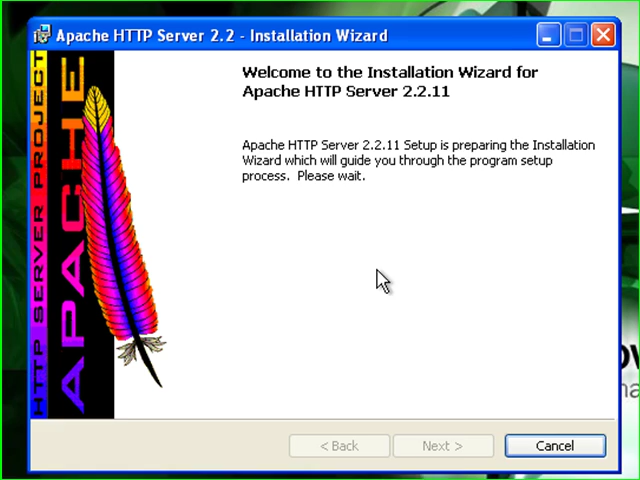 Apache HTTP Server 2.2 - Installation Wizard
HTTP SERVER PROJECT
APACHE
Welcome to the Installation Wizard for
Apache HTTP Server 2.2.11
Apache HTTP Server 2.2.11 Setup is preparing the Installation
Wizard which will guide you through the program setup
process. Please wait.
< Back
Next >
Cancel